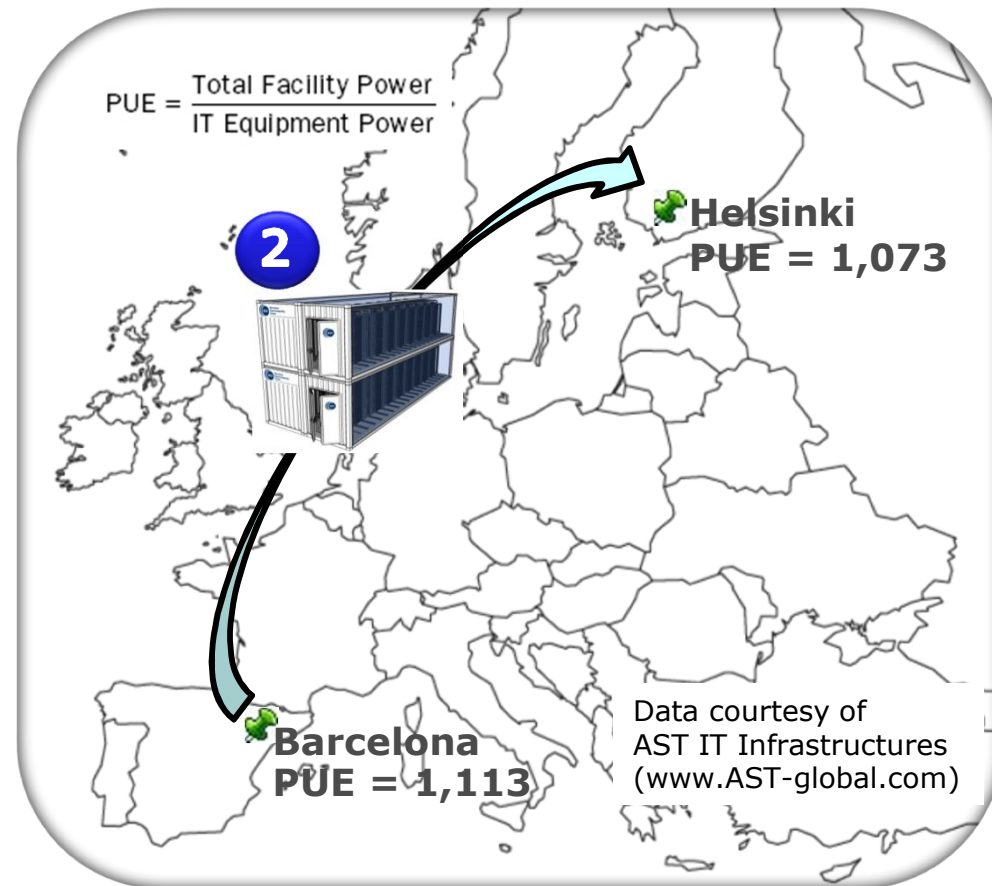 PUE = Total Facility Power
IT Equipment Power
2
Helsinki
PUE = 1,073
Barcelona
PUE = 1,113
Data courtesy of
AST IT Infrastructures
(www.AST-global.com)